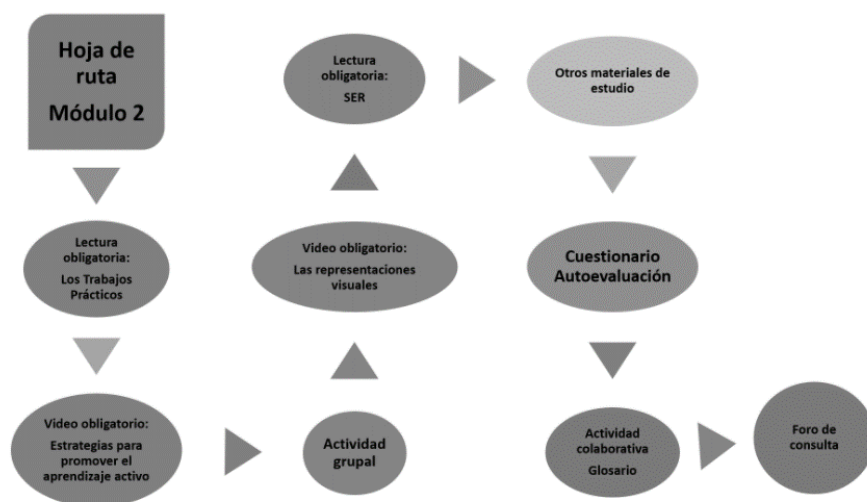 Hoja de
ruta
Módulo 2
Lectura
obligatoria:
Los Trabajos
Prácticos
Video obligatorio:
Estrategias para
promover el
aprendizaje activo
Actividad
grupal
Video obligatorio:
Las representaciones
visuales
Lectura
obligatoria:
SER
Otros materiales de
estudio
Cuestionario
Autoevaluación
Actividad
colaborativa
Glosario
Foro de
consulta